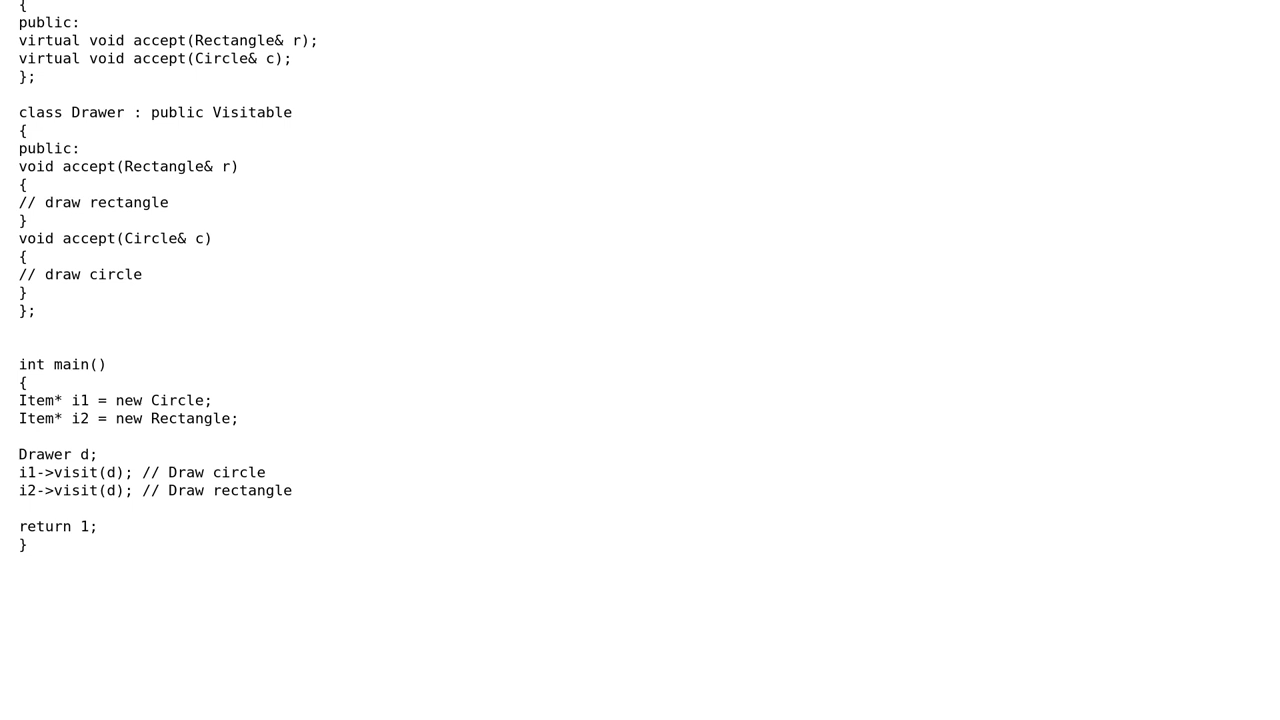 {
public:
virtual void accept(Rectangle& r);
virtual void accept(Circle& c);
};
class Drawer : public Visitable
{
public:
void accept(Rectangle& r)
{
// draw rectangle
}
void accept(Circle& c)
{
// draw circle
}
};
int main()
{
Item* i1 = new Circle;
Item* i2 = new Rectangle;
Drawer d;
i1->visit(d); // Draw circle
i2->visit(d); // Draw rectangle
return 1;
}